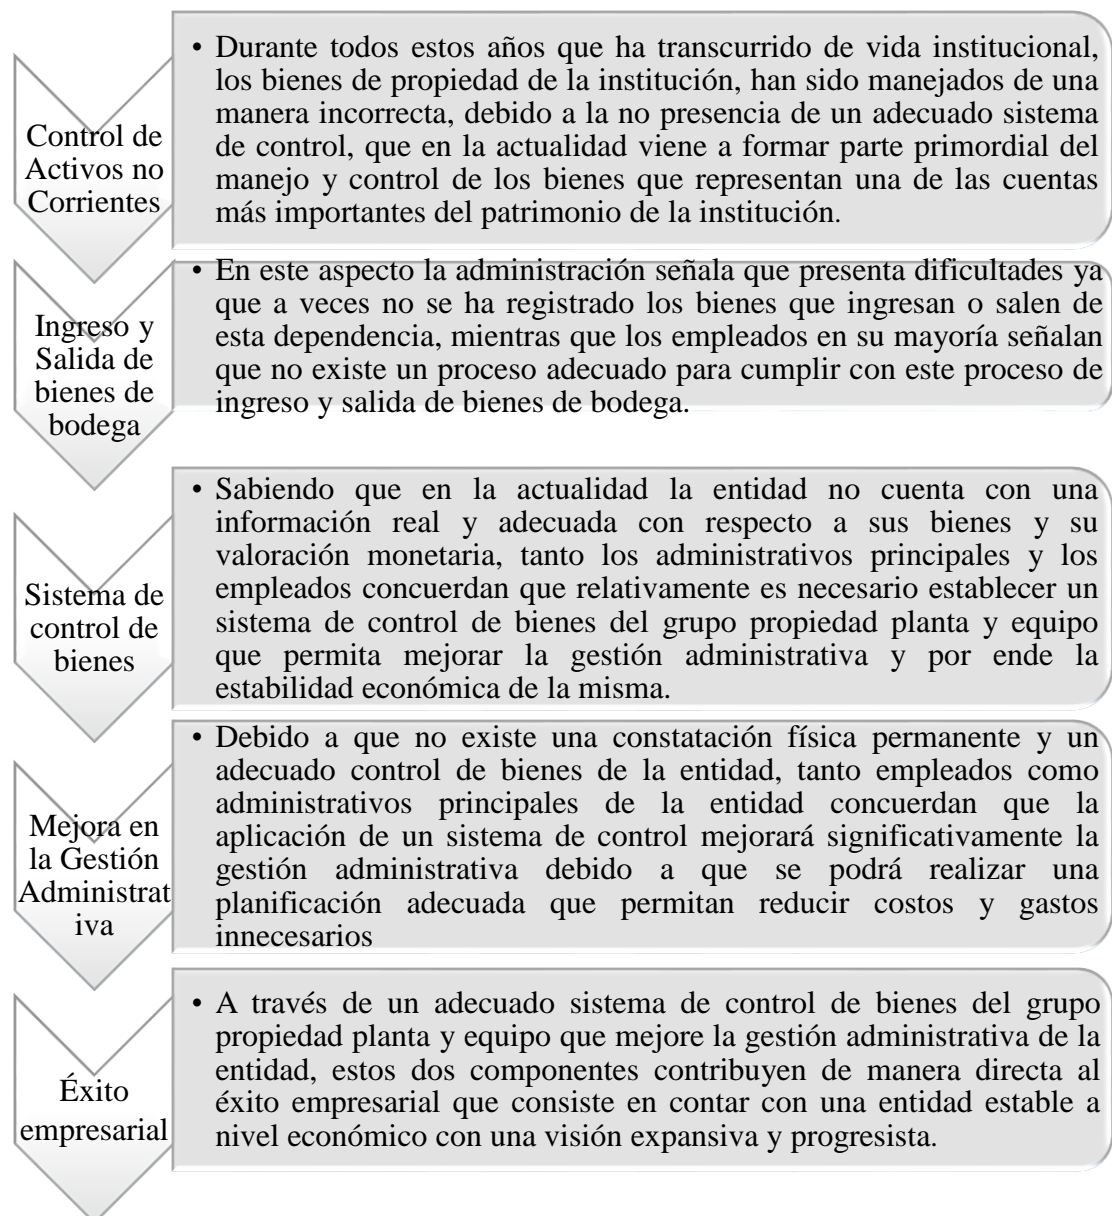 Control de
Activos no
Corrientes
• Durante todos estos años que ha transcurrido de vida institucional,
los bienes de propiedad de la institución, han sido manejados de una
manera incorrecta, debido a la no presencia de un adecuado sistema
de control, que en la actualidad viene a formar parte primordial del
manejo y control de los bienes que representan una de las cuentas
más importantes del patrimonio de la institución.
Ingreso y
Salida de
bienes de
bodega
• En este aspecto la administración señala que presenta dificultades ya
que a veces no se ha registrado los bienes que ingresan o salen de
esta dependencia, mientras que los empleados en su mayoría señalan
que no existe un proceso adecuado para cumplir con este proceso de
ingreso y salida de bienes de bodega.
Sistema de
control de
bienes
• Sabiendo que en la actualidad la entidad no cuenta con una
información real y adecuada con respecto a sus bienes y su
valoración monetaria, tanto los administrativos principales y los
empleados concuerdan que relativamente es necesario establecer un
sistema de control de bienes del grupo propiedad planta y equipo
que permita mejorar la gestión administrativa y por ende la
estabilidad económica de la misma.
Mejora en
la Gestión
Administrat
iva
• Debido a que no existe una constatación física permanente y un
adecuado control de bienes de la entidad, tanto empleados como
administrativos principales de la entidad concuerdan que la
aplicación de un sistema de control mejorará significativamente la
gestión administrativa debido a que se podrá realizar una
planificación adecuada que permitan reducir costos y gastos
innecesarios
Éxito
empresarial
• A través de un adecuado sistema de control de bienes del grupo
propiedad planta y equipo que mejore la gestión administrativa de la
entidad, estos dos componentes contribuyen de manera directa al
éxito empresarial que consiste en contar con una entidad estable a
nivel económico con una visión expansiva y progresista.